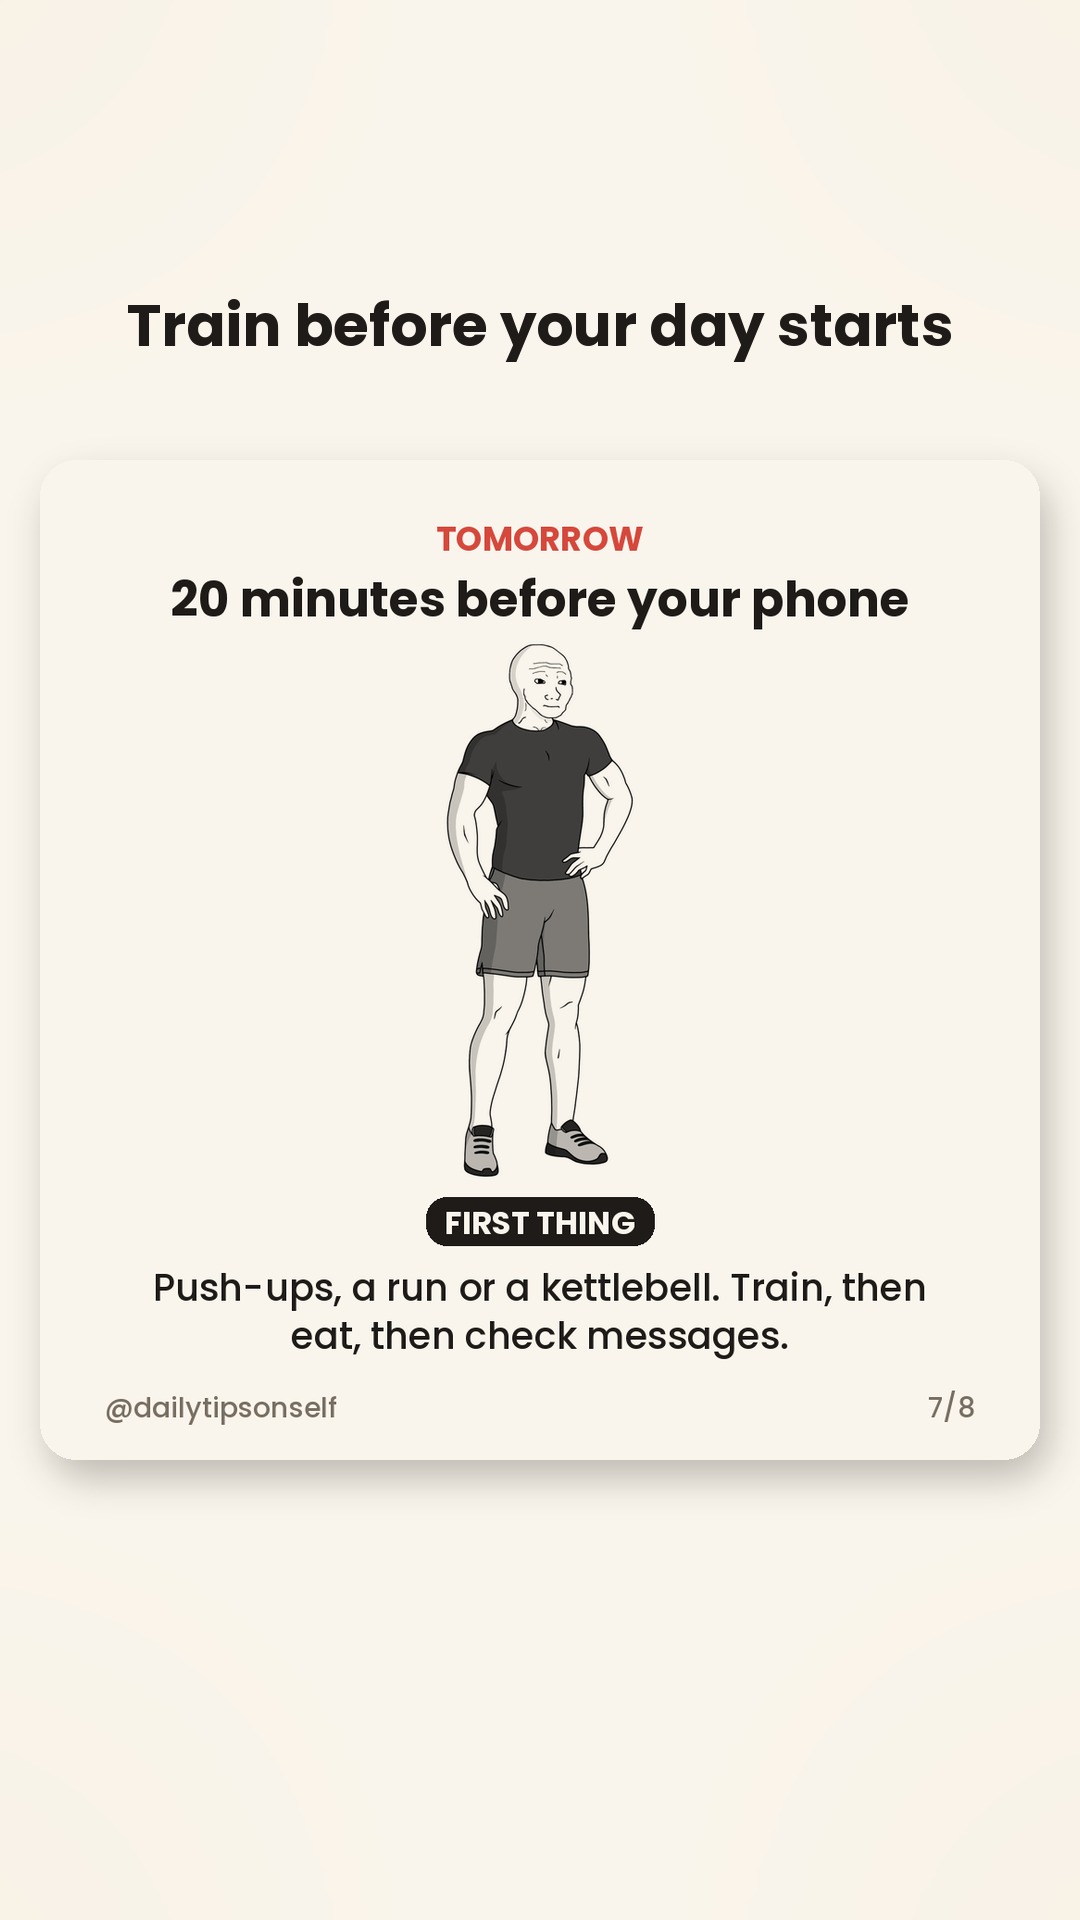 Train before your day starts
TOMORROW
20 minutes before your phone
FIRST THING
Push-ups, a run or a kettlebell. Train, then
eat, then check messages.
@dailytipsonself
7/8